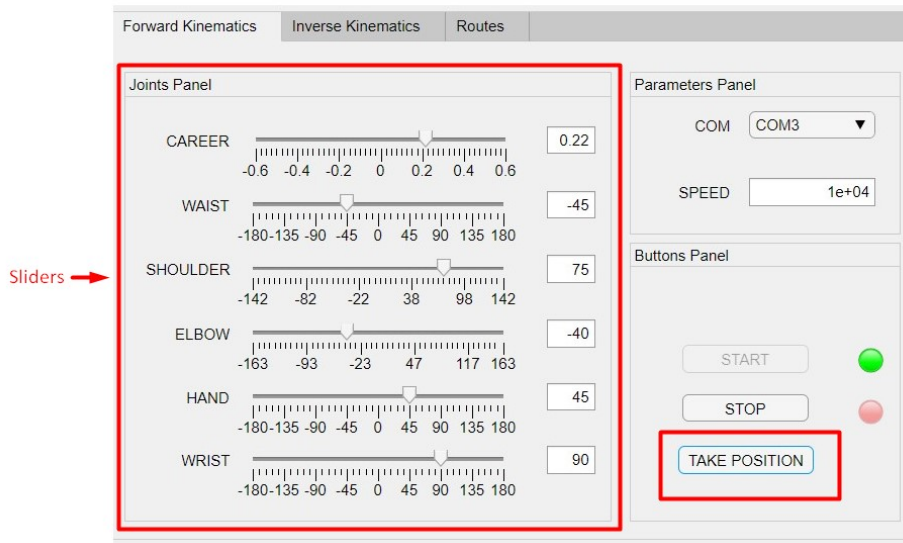 Forward Kinematics Inverse Kinematics Routes
Joints Panel
CAREER 0.22
-0.6 -0.4 -0.2 0 0.2 0.4 0.6
WAIST -45
-180 -135 -90 -45 0 45 90 135 180
SHOULDER 75
-142 -82 -22 38 98 142
ELBOW -40
-163 -93 -23 47 117 163
HAND 45
-180 -135 -90 -45 0 45 90 135 180
WRIST 90
-180 -135 -90 -45 0 45 90 135 180
Sliders
Parameters Panel
COM COM3
SPEED 1e+04
Buttons Panel
START
STOP
TAKE POSITION